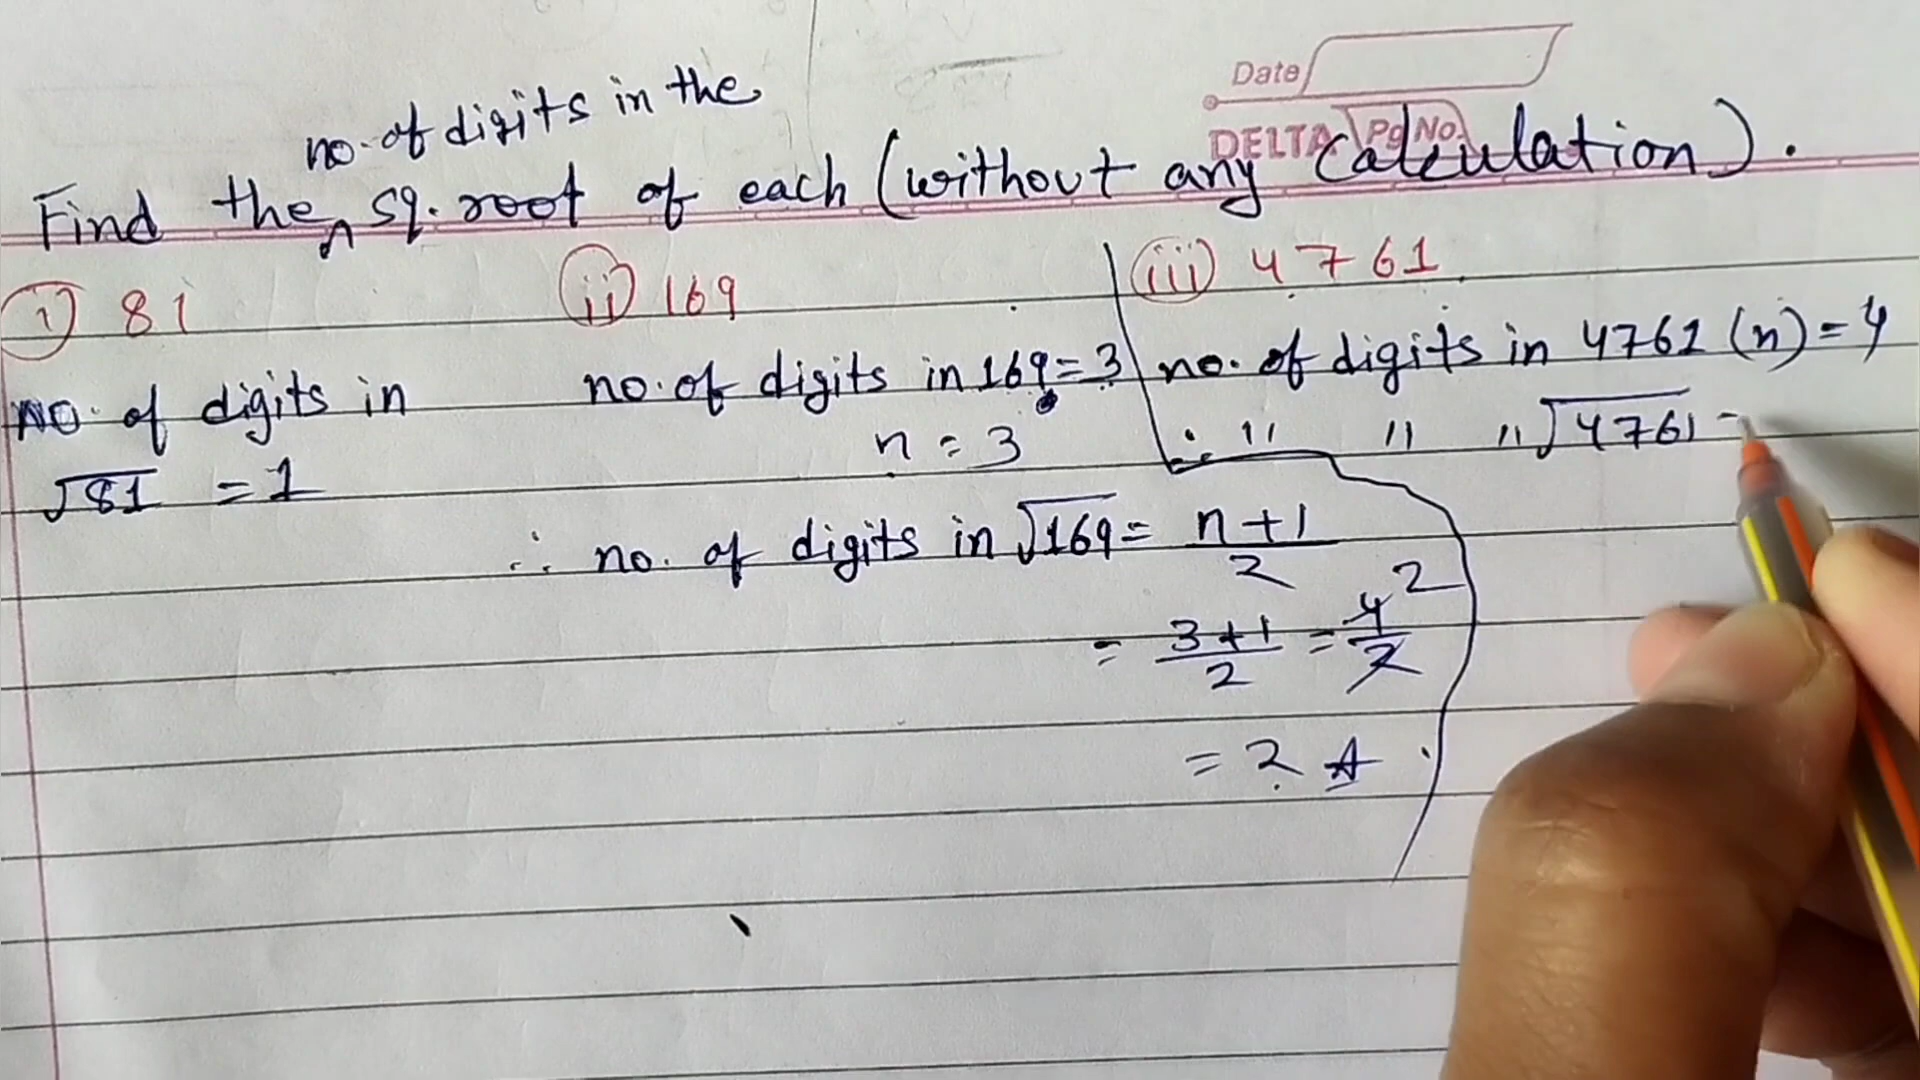 Date
DELTA Pg No.
no. of digits in the
Find the ^ sq. root of each (without any Calculation).
(i) 81
no. of digits in
√81 = 1
(ii) 169
no. of digits in 169 = 3
n = 3
∴ no. of digits in √169 = (n+1)/2
= (3+1)/2 = 4/2 2
= 2 A
(iii) 4761
no. of digits in 4761 (n) = 4
∴ " " " √4761 =